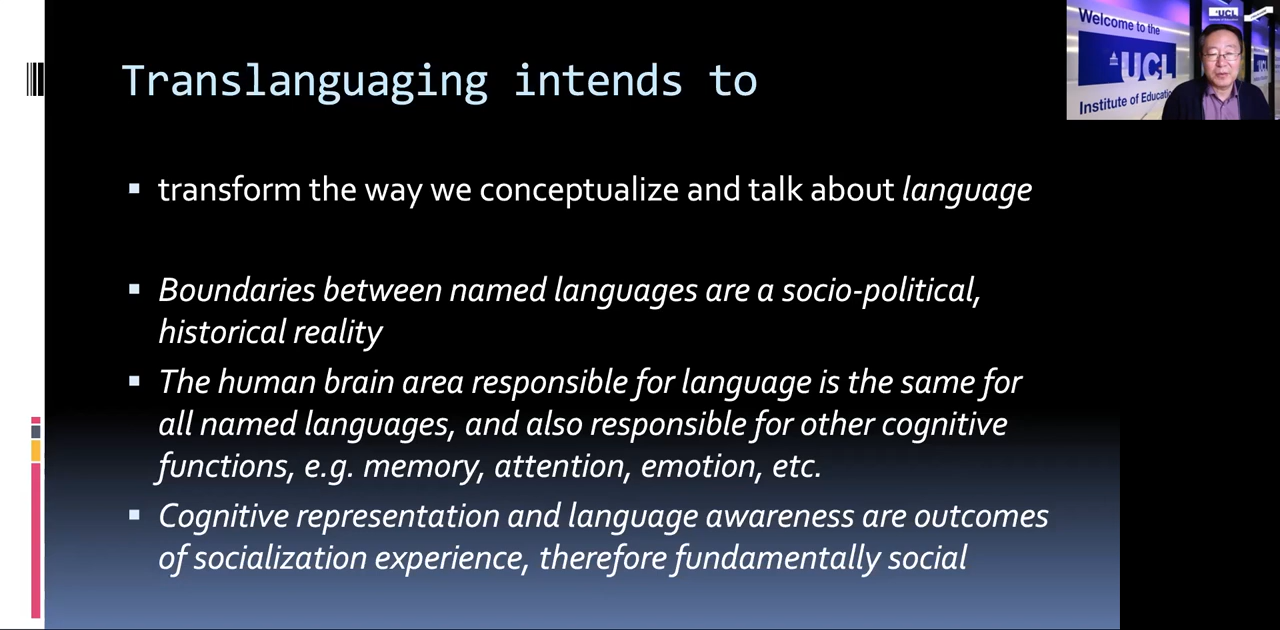 Translanguaging intends to
transform the way we conceptualize and talk about language
Boundaries between named languages are a socio-political,
historical reality
The human brain area responsible for language is the same for
all named languages, and also responsible for other cognitive
functions, e.g. memory, attention, emotion, etc.
Cognitive representation and language awareness are outcomes
of socialization experience, therefore fundamentally social
Welcome to the
UCL
Institute of Educatio
UCL